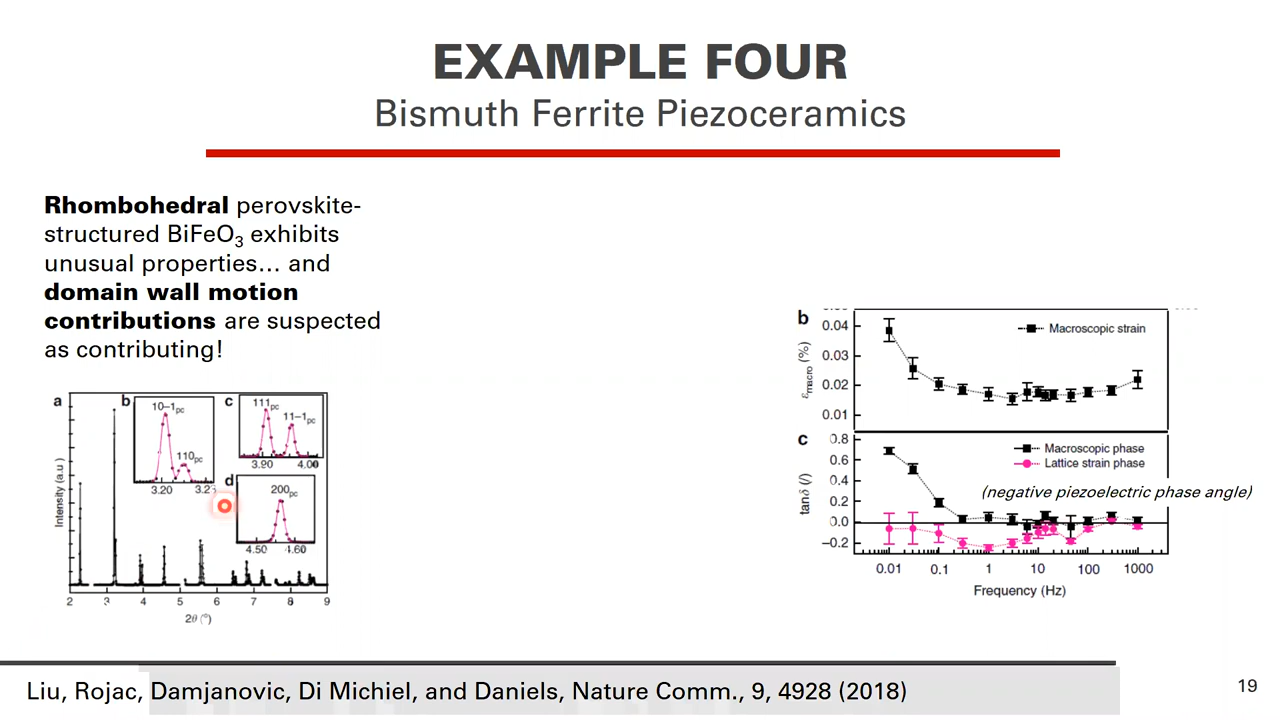 EXAMPLE FOUR
Bismuth Ferrite Piezoceramics
Rhombohedral perovskite-
structured BiFeO₃ exhibits
unusual properties… and
domain wall motion
contributions are suspected
as contributing!
a
b
10–1pc
110pc
3.20
c
111pc
11–1pc
3.90 4.00
d
200pc
4.50
Intensity (a.u.)
2 3 4 5 6 7 8 9
2θ (°)
b
Macroscopic strain
εmacro (%)
0.04
0.03
0.02
0.01
c
Macroscopic phase
Lattice strain phase
tanδ (/)
0.8
0.6
0.4
0.2
0.0
–0.2
(negative piezoelectric phase angle)
0.01 0.1 1 10 100 1000
Frequency (Hz)
Liu, Rojac, Damjanovic, Di Michiel, and Daniels, Nature Comm., 9, 4928 (2018)
19